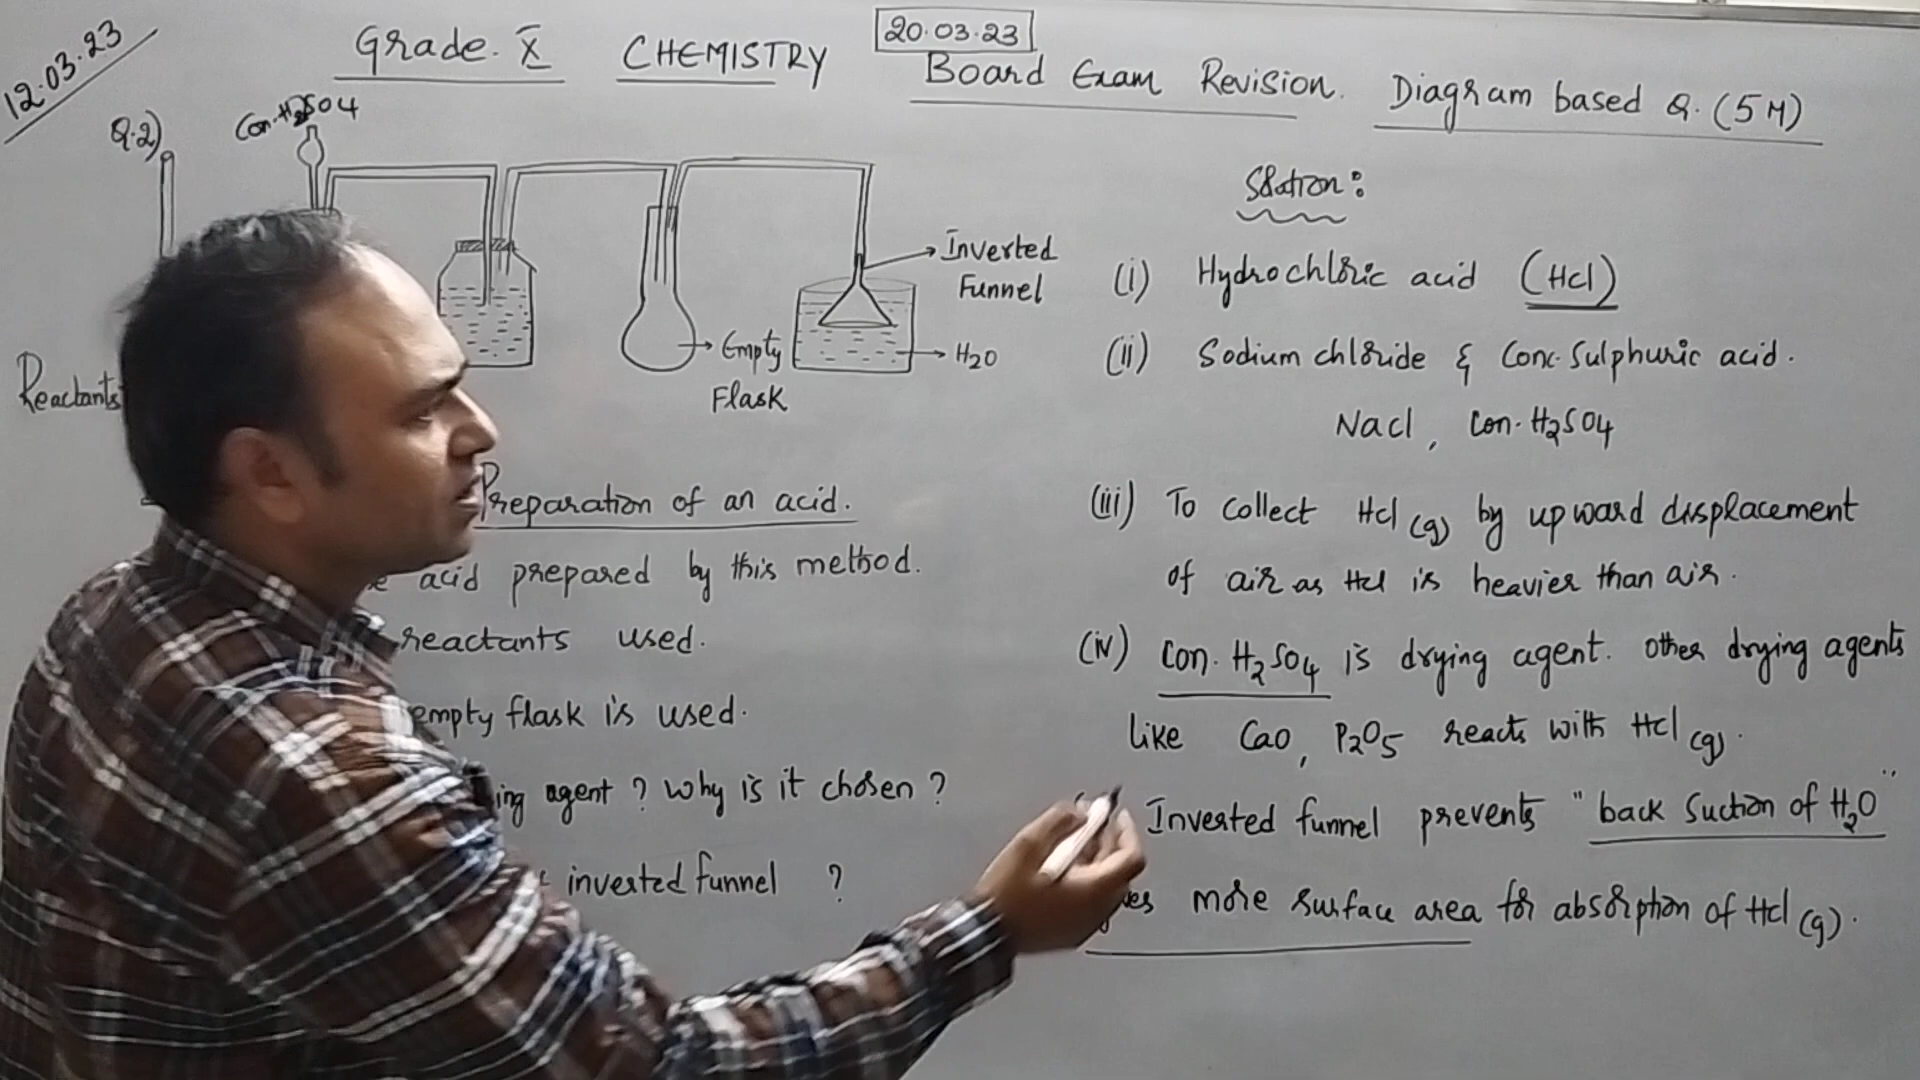 12.03.23
Grade. X CHEMISTRY
20.03.23
Board Exam Revision. Diagram based Q. (5M)
Q.2)
Con. H2SO4
Reactants
Inverted
Funnel
Empty
Flask
H2O
Preparation of an acid.
acid prepared by this method.
reactants used.
empty flask is used.
agent ? Why is it chosen ?
inverted funnel ?
Solution:
(i) Hydrochloric acid (Hcl)
(ii) Sodium chloride & Conc. Sulphuric acid.
Nacl, Con. H2SO4
(iii) To collect Hcl (g) by upward displacement
of air as Hcl is heavier than air.
(iv) Con. H2SO4 is drying agent. Other drying agents
like CaO, P2O5 reacts with Hcl (g).
Inverted funnel prevents "back Suction of H2O"
more surface area for absorption of Hcl (g).